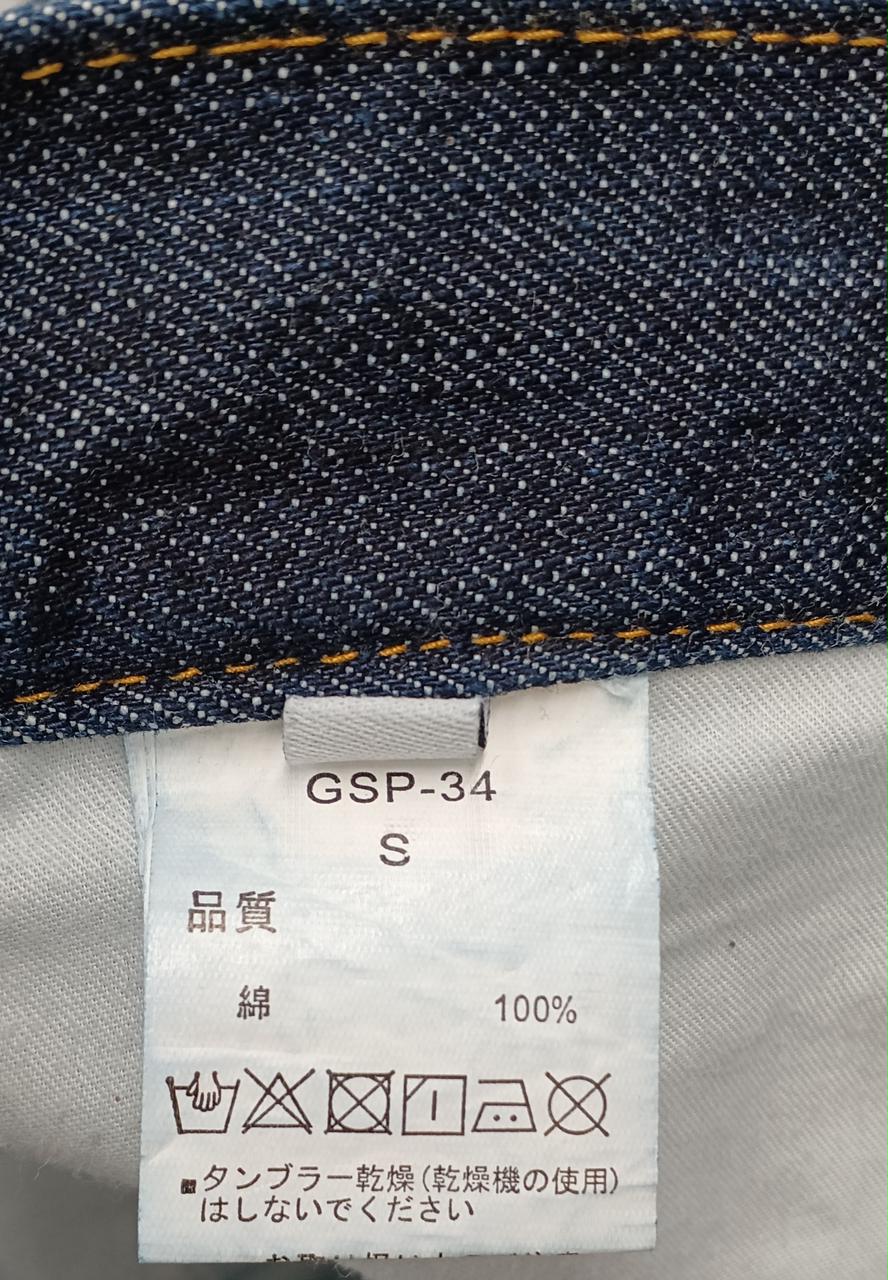 GSP-34
S
品質
綿 100%
■タンブラー乾燥(乾燥機の使用)
はしないでください